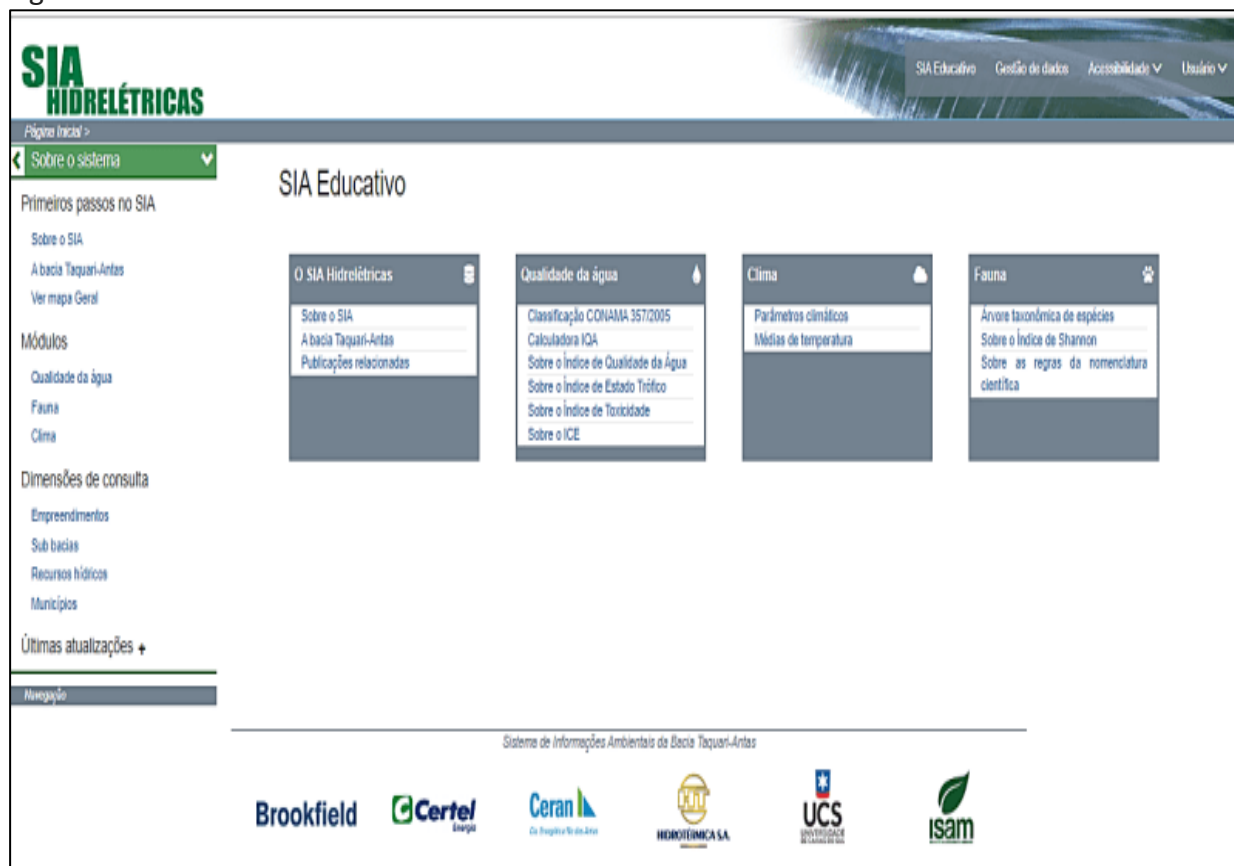 SIA
HIDRELÉTRICAS
SIA Educativo Gestão de dados Acessibilidade Usuário
Página Inicial >
Sobre o sistema
Primeiros passos no SIA
Sobre o SIA
A bacia Taquari-Antas
Ver mapa Geral
Módulos
Qualidade da água
Fauna
Clima
Dimensões de consulta
Empreendimentos
Sub bacias
Recursos hídricos
Municípios
Últimas atualizações +
Navegação
SIA Educativo
O SIA Hidrelétricas
Sobre o SIA
A bacia Taquari-Antas
Publicações relacionadas
Qualidade da água
Classificação CONAMA 357/2005
Calculadora IQA
Sobre o Índice de Qualidade da Água
Sobre o Índice de Estado Trófico
Sobre o Índice de Toxicidade
Sobre o ICE
Clima
Parâmetros climáticos
Médias de temperatura
Fauna
Árvore taxonômica de espécies
Sobre o Índice de Shannon
Sobre as regras da nomenclatura
científica
Sistema de Informações Ambientais da Bacia Taquari-Antas
Brookfield
Certel
Energia
Ceran
HIDROTÉRMICA S.A.
UCS
UNIVERSIDADE
DE CAXIAS DO SUL
isam